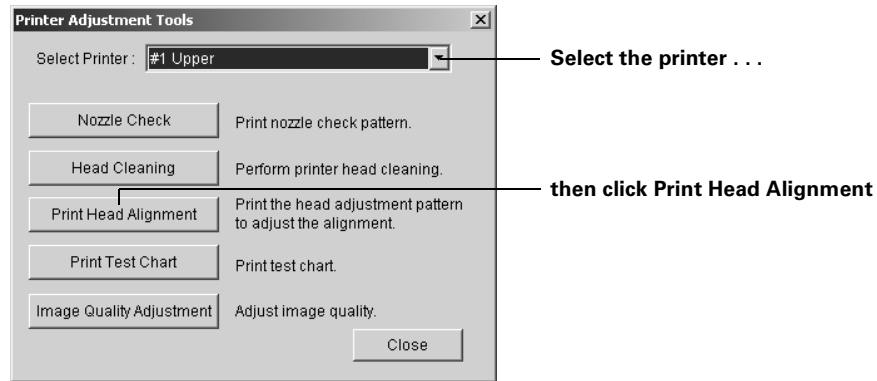 Printer Adjustment Tools
Select Printer : #1 Upper
Select the printer . . .
Nozzle Check Print nozzle check pattern.
Head Cleaning Perform printer head cleaning.
then click Print Head Alignment
Print Head Alignment
Print the head adjustment pattern
to adjust the alignment.
Print Test Chart Print test chart.
Image Quality Adjustment Adjust image quality.
Close